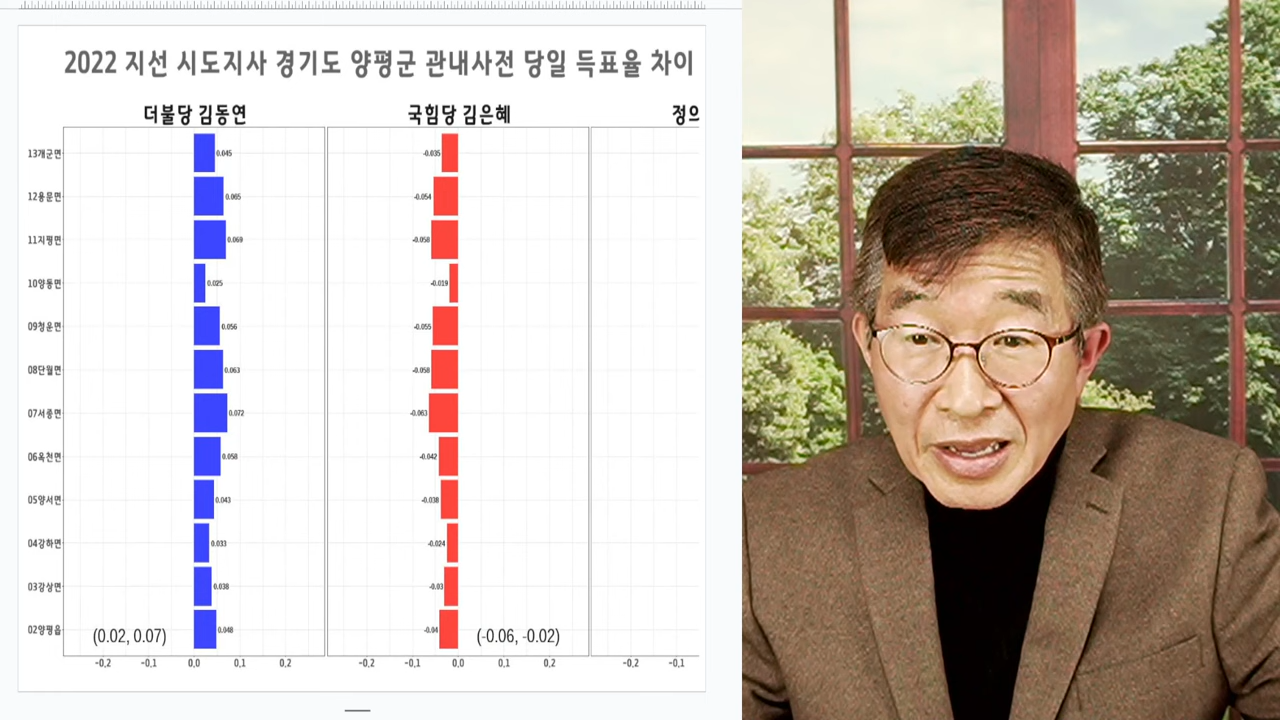 2022 지선 시도지사 경기도 양평군 관내사전 당일 득표율 차이
더불당 김동연
국힘당 김은혜
정의
13개군면
0.045
-0.035
12용문면
0.065
-0.054
11지평면
0.069
-0.058
10양동면
0.025
-0.019
09청운면
0.056
-0.055
08단월면
0.063
-0.058
07서종면
0.072
-0.063
06옥천면
0.058
-0.042
05양서면
0.043
-0.038
04강하면
0.033
-0.024
03강상면
0.038
-0.03
02양평읍
(0.02, 0.07)
0.048
-0.04
(-0.06, -0.02)
-0.2 -0.1 0.0 0.1 0.2
-0.2 -0.1 0.0 0.1 0.2
-0.2 -0.1